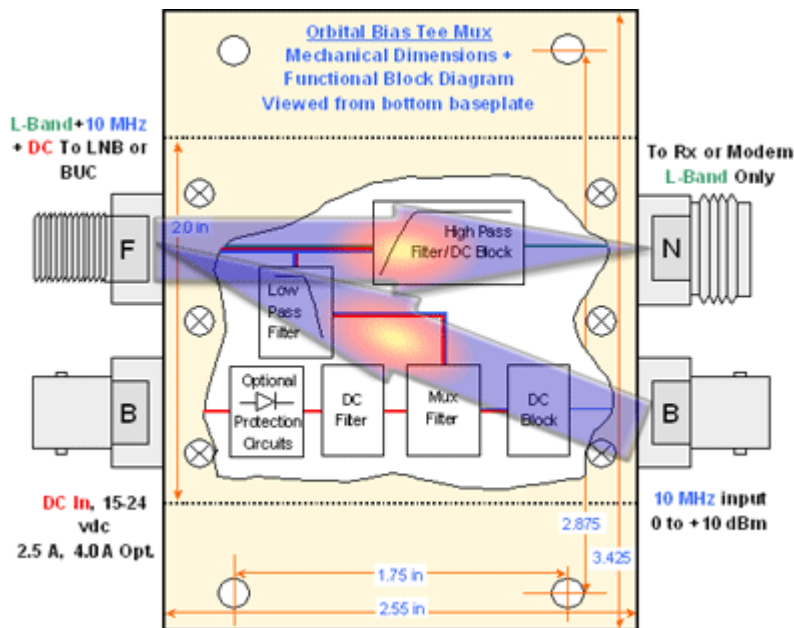 Orbital Bias Tee Mux
Mechanical Dimensions +
Functional Block Diagram
Viewed from bottom baseplate
L-Band+10 MHz
+ DC To LNB or
BUC
To Rx or Modem
L-Band Only
2.0 in
F
High Pass
Filter/DC Block
N
Low
Pass
Filter
Optional
Protection
Circuits
DC
Filter
Mux
Filter
DC
Block
B
B
DC In, 15-24
vdc
2.5 A, 4.0 A Opt.
10 MHz input
0 to +10 dBm
2.875
3.425
1.75 in
2.55 in